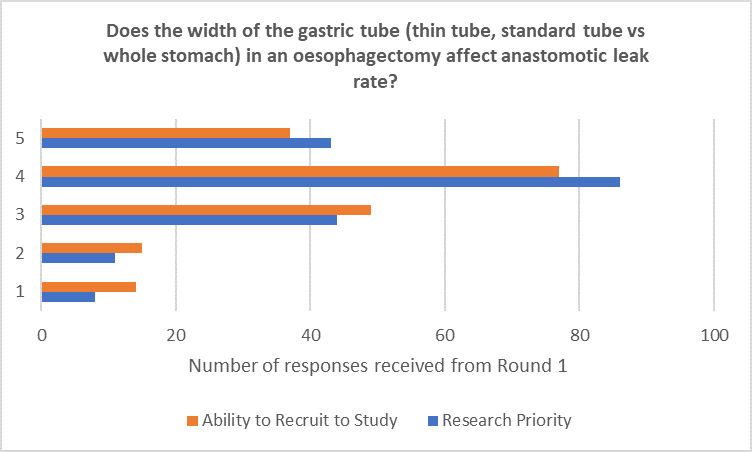 Does the width of the gastric tube (thin tube, standard tube vs
whole stomach) in an oesophagectomy affect anastomotic leak
rate?
5
4
3
2
1
0 20 40 60 80 100
Number of responses received from Round 1
Ability to Recruit to Study Research Priority